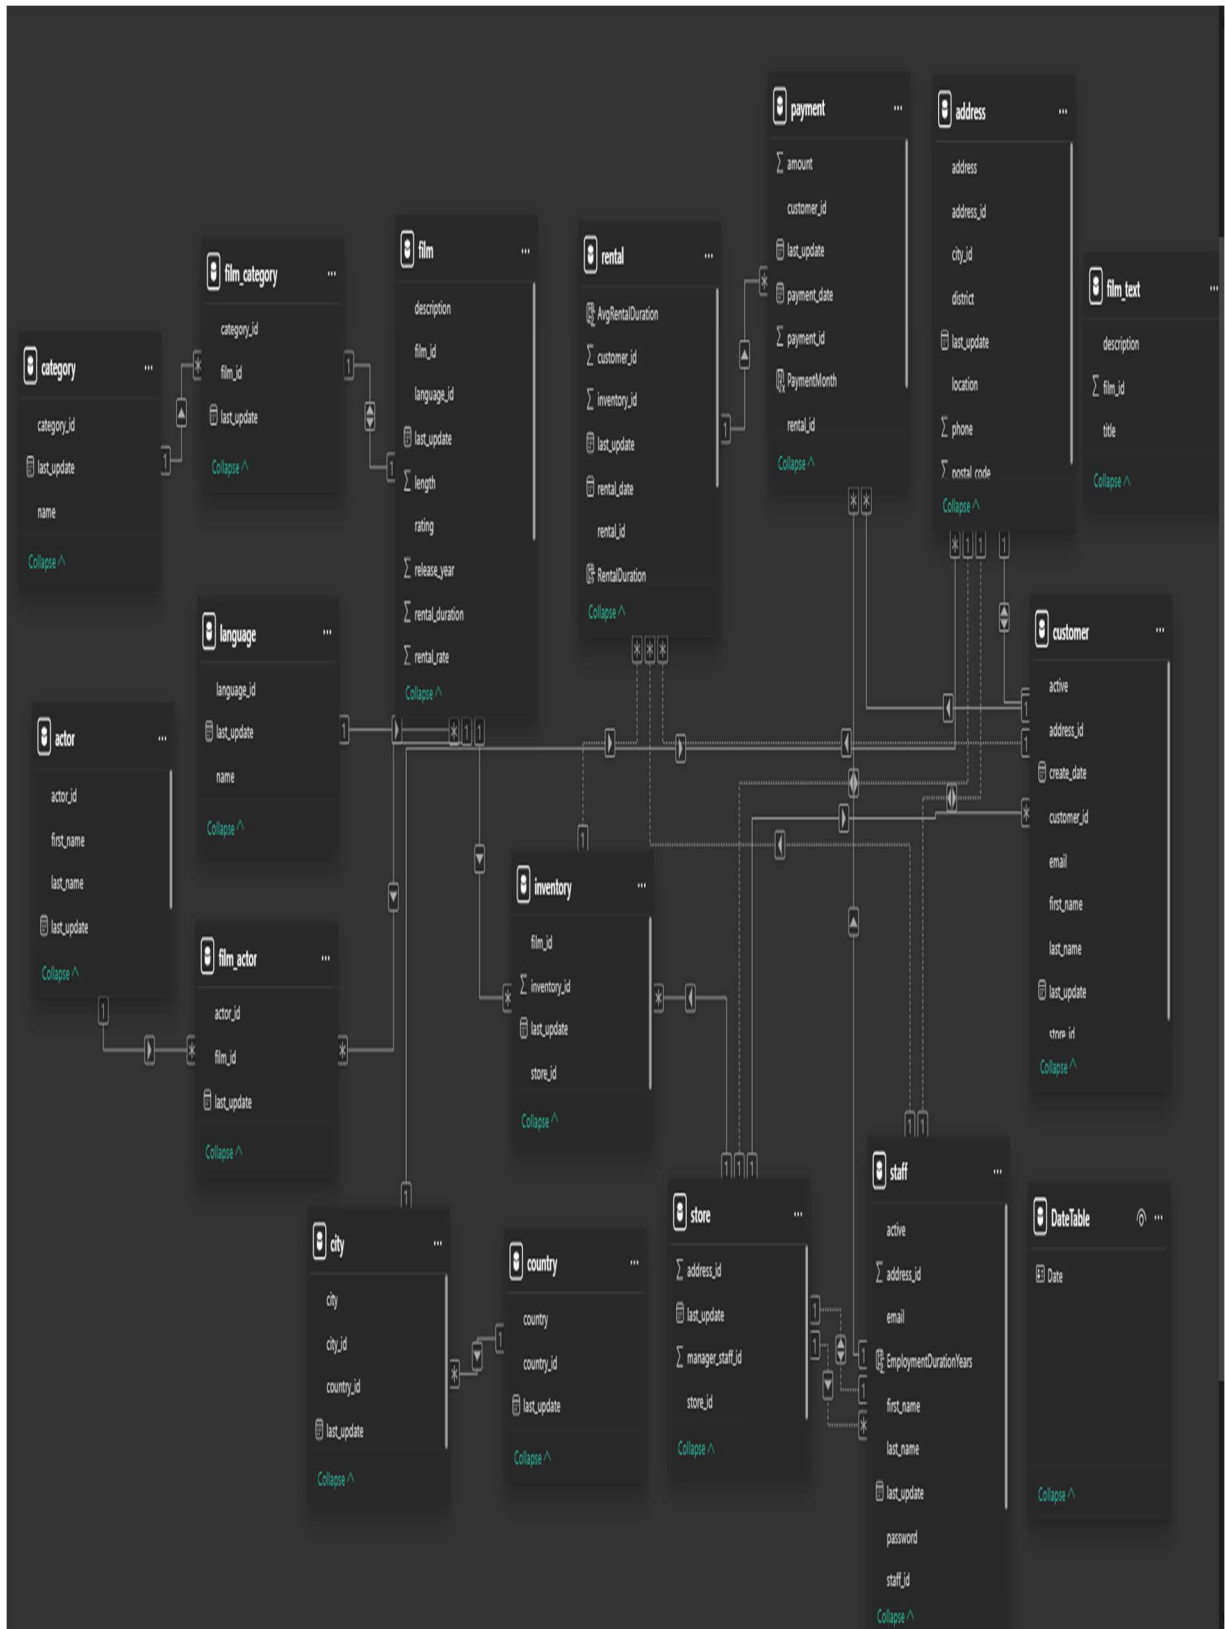 payment
amount
customer_id
last_update
payment_date
payment_id
PaymentMonth
rental_id
Collapse
address
address
address_id
city_id
district
last_update
location
phone
postal_code
Collapse
film
description
film_id
language_id
last_update
length
rating
release_year
rental_duration
rental_rate
Collapse
rental
AvgRentalDuration
customer_id
inventory_id
last_update
rental_date
rental_id
RentalDuration
Collapse
film_category
category_id
film_id
last_update
Collapse
film_text
description
film_id
title
Collapse
category
category_id
last_update
name
Collapse
language
language_id
last_update
name
Collapse
customer
active
address_id
create_date
customer_id
email
first_name
last_name
last_update
store_id
Collapse
actor
actor_id
first_name
last_name
last_update
Collapse
film_actor
actor_id
film_id
last_update
Collapse
inventory
film_id
inventory_id
last_update
store_id
Collapse
staff
active
address_id
email
EmploymentDurationYears
first_name
last_name
last_update
password
staff_id
Collapse
store
address_id
last_update
manager_staff_id
store_id
Collapse
DateTable
Date
Collapse
city
city
city_id
country_id
last_update
Collapse
country
country
country_id
last_update
Collapse